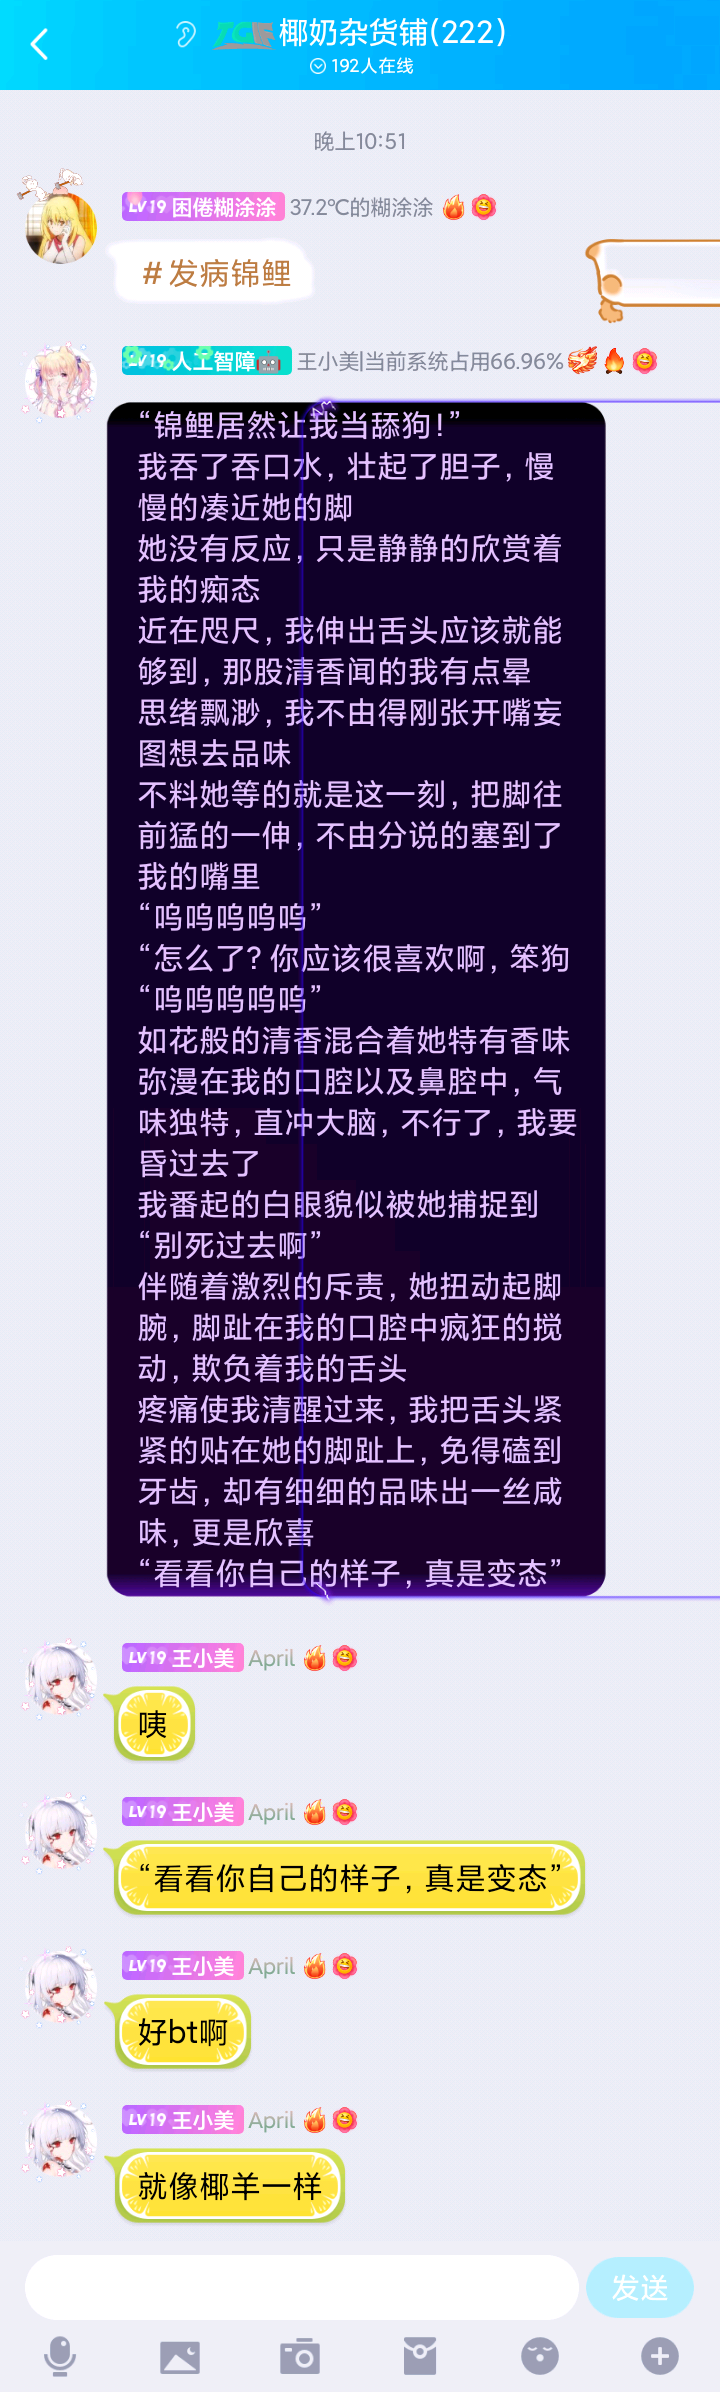 TG 椰奶杂货铺(222)
192人在线
晚上10:51
LV19 困倦糊涂涂 37.2℃的糊涂涂
# 发病锦鲤
LV19 人工智障 王小美|当前系统占用66.96%
“锦鲤居然让我当舔狗！”
我吞了吞口水，壮起了胆子，慢
慢的凑近她的脚
她没有反应，只是静静的欣赏着
我的痴态
近在咫尺，我伸出舌头应该就能
够到，那股清香闻的我有点晕
思绪飘渺，我不由得刚张开嘴妄
图想去品味
不料她等的就是这一刻，把脚往
前猛的一伸，不由分说的塞到了
我的嘴里
“呜呜呜呜呜”
“怎么了？你应该很喜欢啊，笨狗
“呜呜呜呜呜”
如花般的清香混合着她特有香味
弥漫在我的口腔以及鼻腔中，气
味独特，直冲大脑，不行了，我要
昏过去了
我番起的白眼貌似被她捕捉到
“别死过去啊”
伴随着激烈的斥责，她扭动起脚
腕，脚趾在我的口腔中疯狂的搅
动，欺负着我的舌头
疼痛使我清醒过来，我把舌头紧
紧的贴在她的脚趾上，免得磕到
牙齿，却有细细的品味出一丝咸
味，更是欣喜
“看看你自己的样子，真是变态”
LV19 王小美 April
咦
LV19 王小美 April
“看看你自己的样子，真是变态”
LV19 王小美 April
好bt啊
LV19 王小美 April
就像椰羊一样
发送